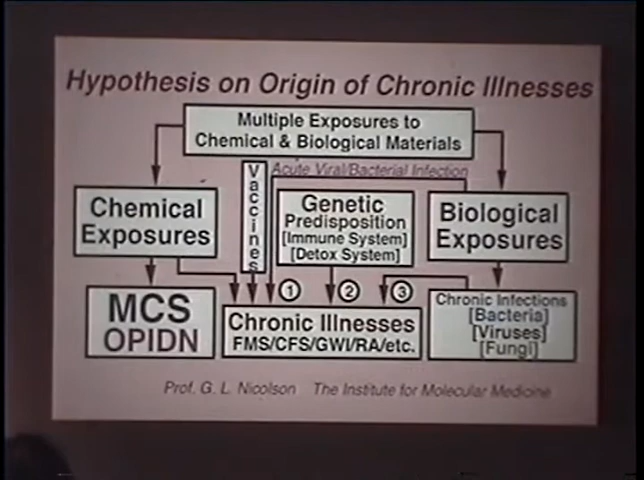 Hypothesis on Origin of Chronic Illnesses
Multiple Exposures to
Chemical & Biological Materials
Acute Viral/Bacterial Infection
Vaccines
Chemical
Exposures
Genetic
Predisposition
[Immune System]
[Detox System]
Biological
Exposures
1 2 3
MCS
OPIDN
Chronic Illnesses
FMS/CFS/GWI/RA/etc.
Chronic Infections
[Bacteria]
[Viruses]
[Fungi]
Prof. G. L. Nicolson The Institute for Molecular Medicine